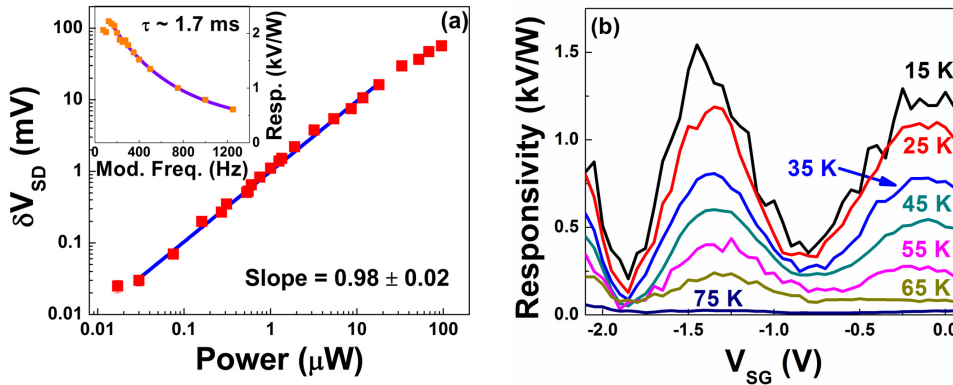 (a)
τ ~ 1.7 ms
2
1
0
Resp. (kV/W)
0 400 800 1200
Mod. Freq. (Hz)
100
10
1
0.1
0.01
δV_SD (mV)
Slope = 0.98 ± 0.02
0.01 0.1 1 10 100
Power (μW)
(b)
1.5
1.0
0.5
0.0
Responsivity (kV/W)
15 K
25 K
35 K
45 K
55 K
65 K
75 K
-2.0 -1.5 -1.0 -0.5 0.0
V_SG (V)